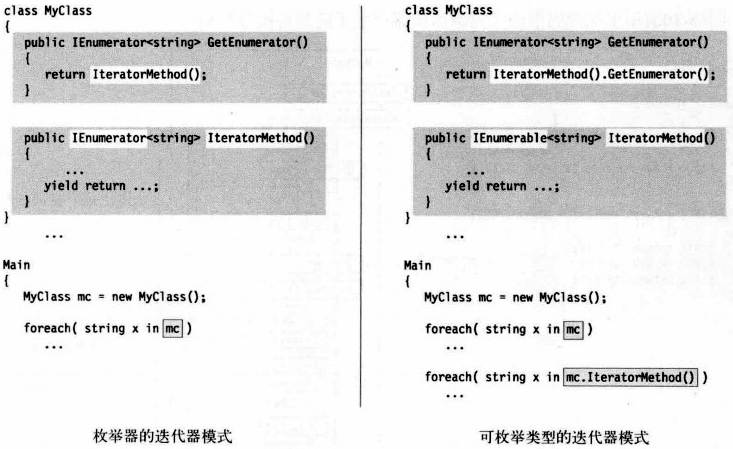 class MyClass
{
public IEnumerator<string> GetEnumerator()
{
return IteratorMethod();
}
public IEnumerator<string> IteratorMethod()
{
...
yield return ...;
}
}
...
Main
{
MyClass mc = new MyClass();
foreach( string x in mc )
...
枚举器的迭代器模式
class MyClass
{
public IEnumerator<string> GetEnumerator()
{
return IteratorMethod().GetEnumerator();
}
public IEnumerable<string> IteratorMethod()
{
...
yield return ...;
}
}
...
Main
{
MyClass mc = new MyClass();
foreach( string x in mc )
...
foreach( string x in mc.IteratorMethod() )
...
可枚举类型的迭代器模式